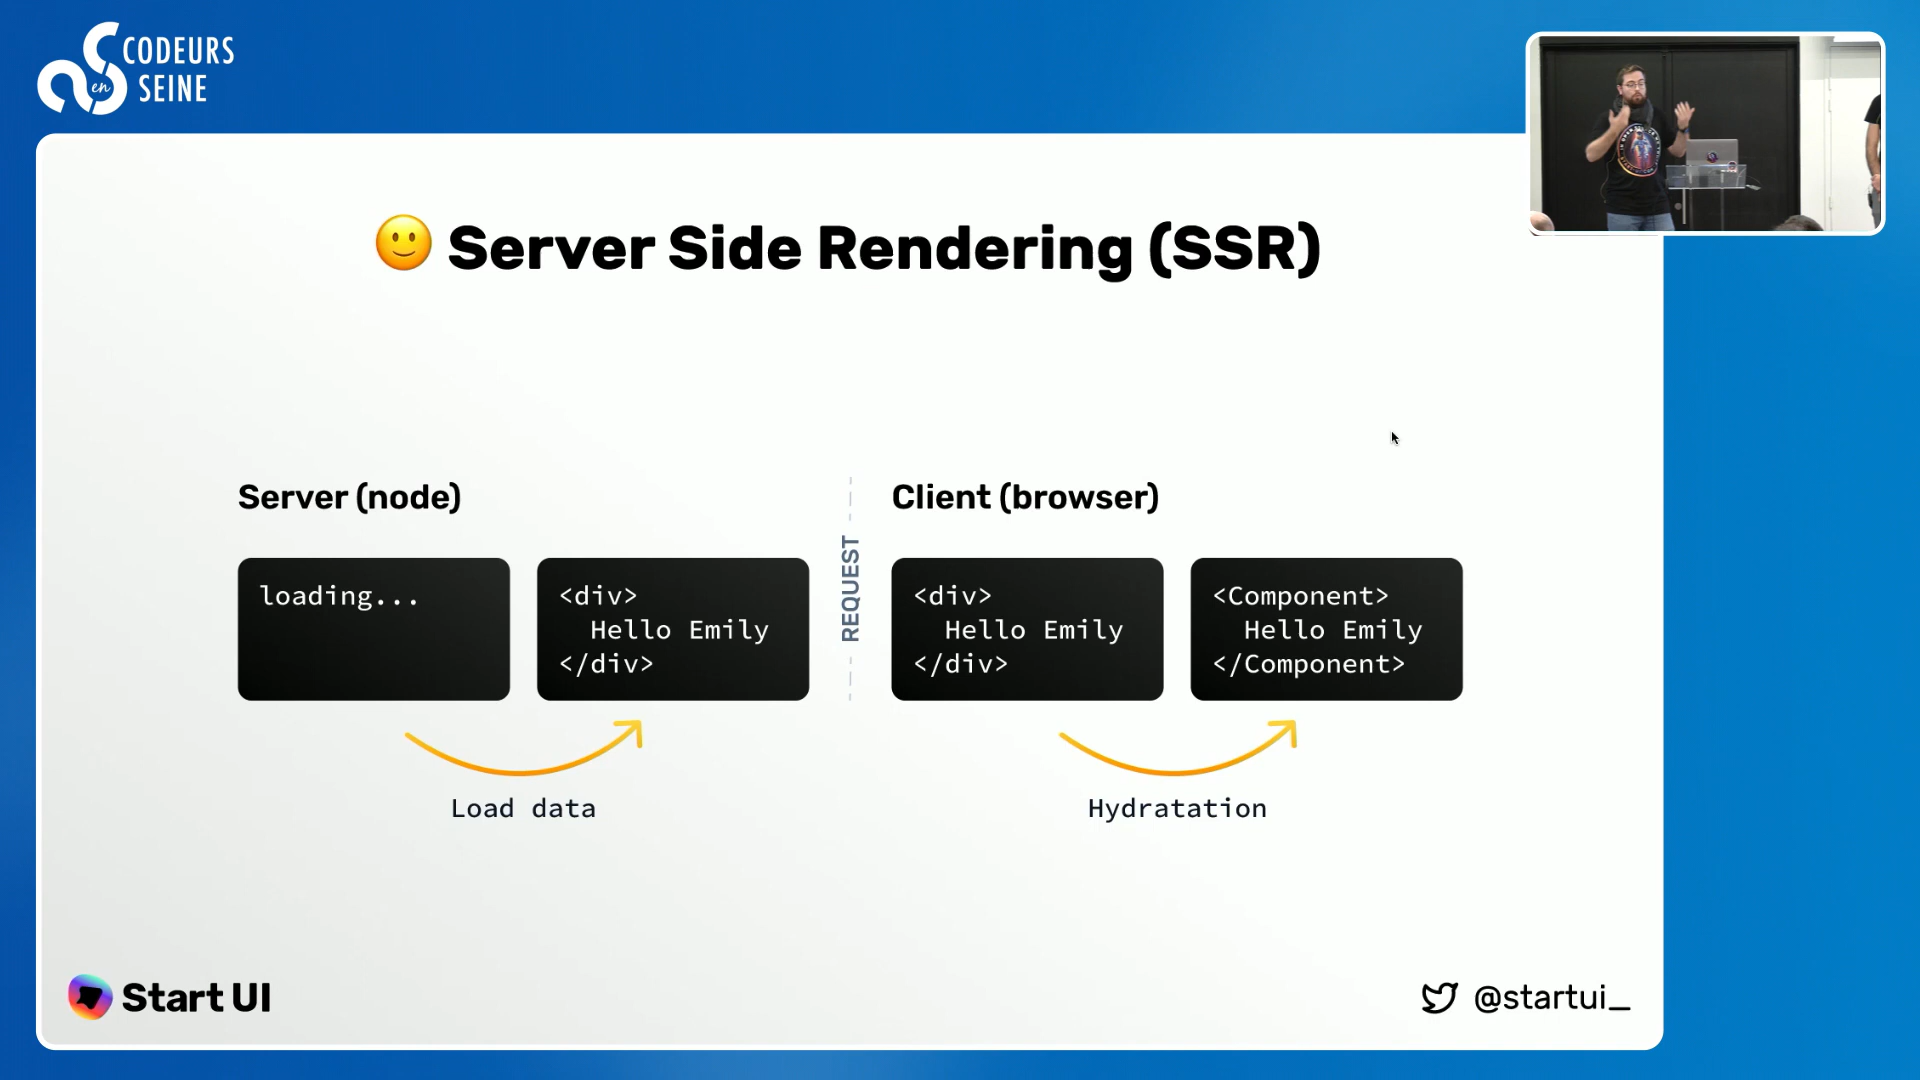 CODEURS
en
SEINE
🙂 Server Side Rendering (SSR)
Server (node)
loading...
<div>
Hello Emily
</div>
Load data
REQUEST
Client (browser)
<div>
Hello Emily
</div>
<Component>
Hello Emily
</Component>
Hydratation
Start UI
@startui_